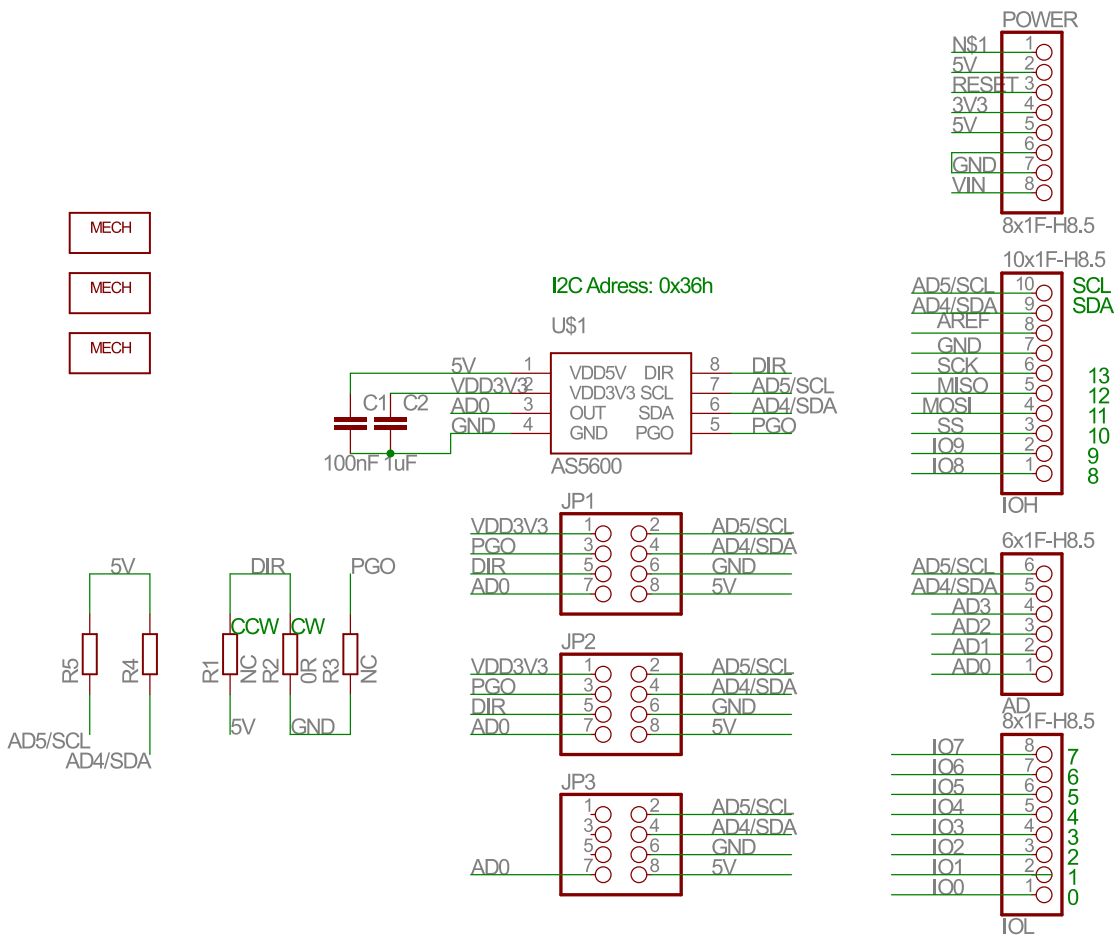 POWER
N$1 1
5V 2
RESET 3
3V3 4
5V 5
6
GND 7
VIN 8
8x1F-H8.5
MECH
MECH
MECH
I2C Adress: 0x36h
U$1
5V 1 VDD5V DIR 8 DIR
VDD3V3 2 VDD3V3 SCL 7 AD5/SCL
AD0 3 OUT SDA 6 AD4/SDA
GND 4 GND PGO 5 PGO
C1 C2
100nF 1uF
AS5600
10x1F-H8.5
AD5/SCL 10 SCL
AD4/SDA 9 SDA
AREF 8
GND 7
SCK 6 13
MISO 5 12
MOSI 4 11
SS 3 10
IO9 2 9
IO8 1 8
IOH
JP1
VDD3V3 1 2 AD5/SCL
PGO 3 4 AD4/SDA
DIR 5 6 GND
AD0 7 8 5V
5V
R5 R4
AD5/SCL
AD4/SDA
DIR PGO
CCW CW
R1 NC R2 0R R3 NC
5V GND
JP2
VDD3V3 1 2 AD5/SCL
PGO 3 4 AD4/SDA
DIR 5 6 GND
AD0 7 8 5V
6x1F-H8.5
AD5/SCL 6
AD4/SDA 5
AD3 4
AD2 3
AD1 2
AD0 1
AD
JP3
1 2 AD5/SCL
3 4 AD4/SDA
5 6 GND
AD0 7 8 5V
8x1F-H8.5
IO7 8 7
IO6 7 6
IO5 6 5
IO4 5 4
IO3 4 3
IO2 3 2
IO1 2 1
IO0 1 0
IOL